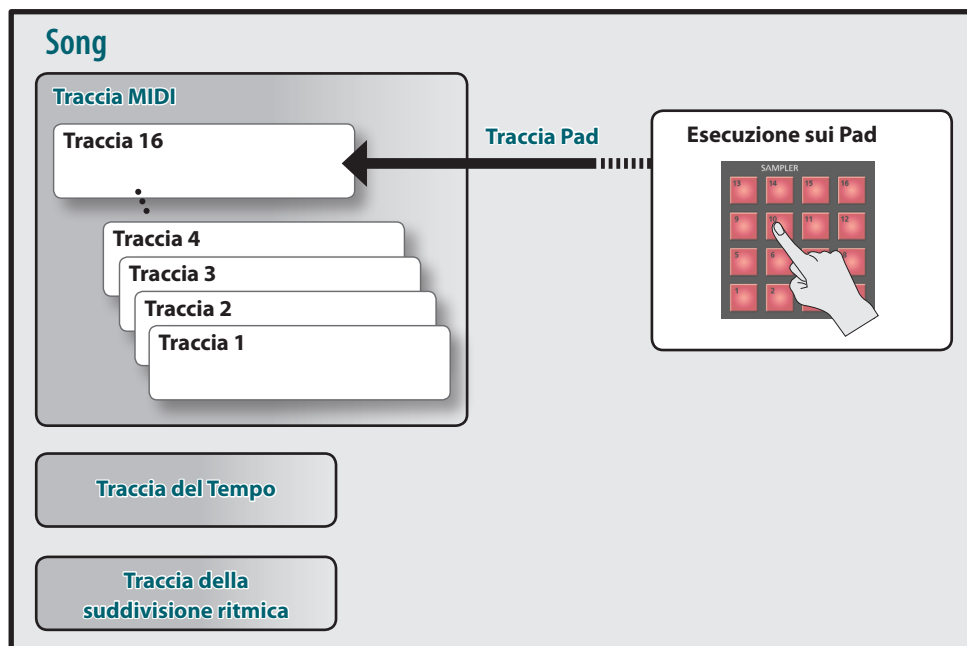 Song
Traccia MIDI
Traccia 16
Traccia 4
Traccia 3
Traccia 2
Traccia 1
Traccia Pad
Esecuzione sui Pad
SAMPLER
13 14 15 16
9 10 11 12
5 6 8
1 2
Traccia del Tempo
Traccia della
suddivisione ritmica